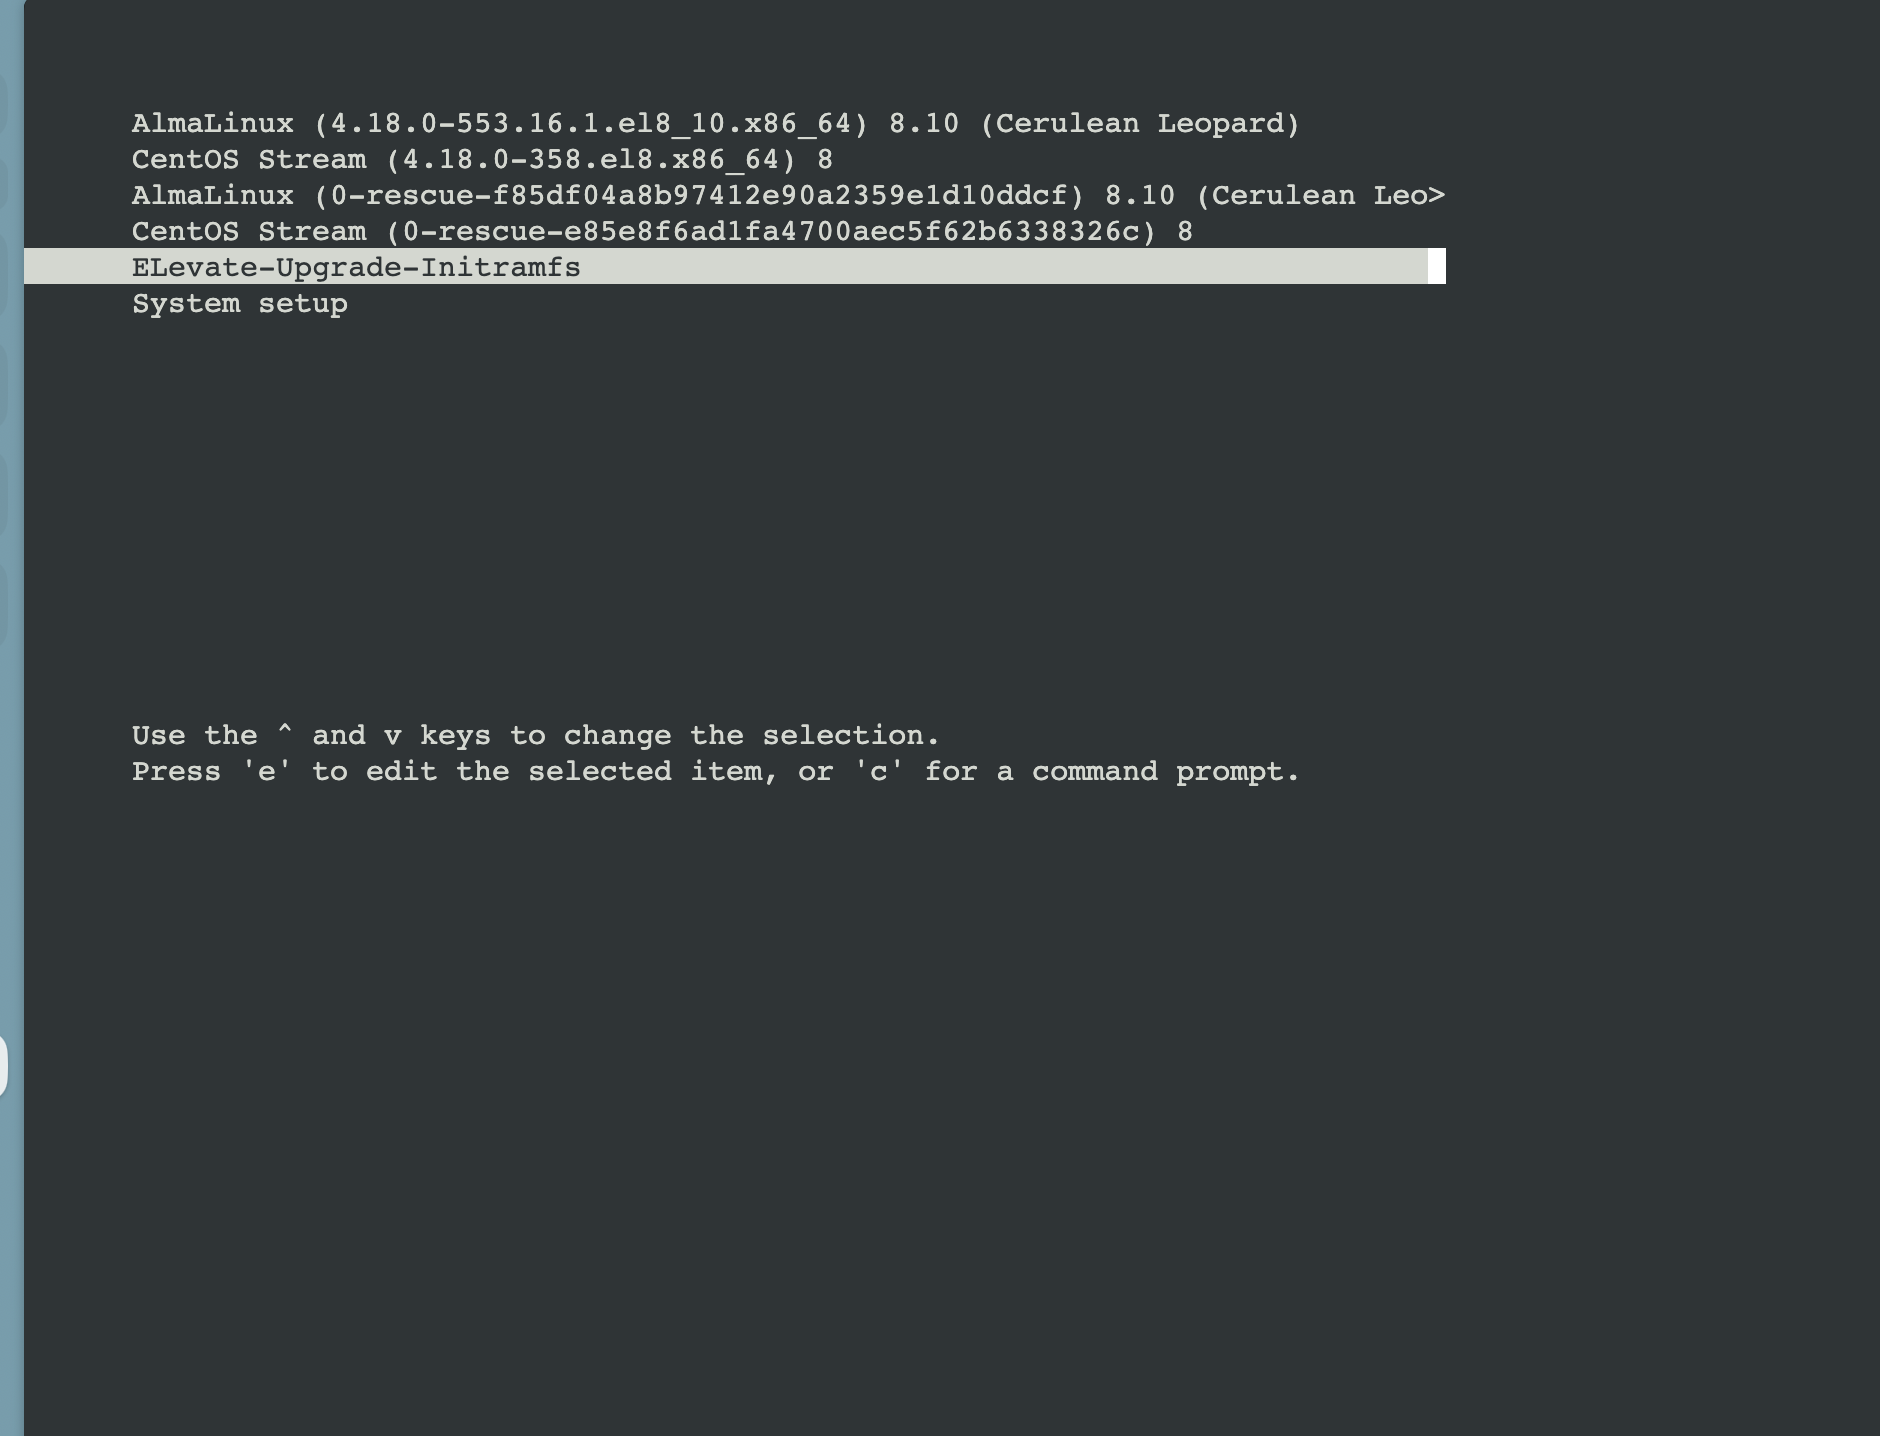 AlmaLinux (4.18.0-553.16.1.el8_10.x86_64) 8.10 (Cerulean Leopard)
CentOS Stream (4.18.0-358.el8.x86_64) 8
AlmaLinux (0-rescue-f85df04a8b97412e90a2359e1d10ddcf) 8.10 (Cerulean Leo>
CentOS Stream (0-rescue-e85e8f6ad1fa4700aec5f62b6338326c) 8
ELevate-Upgrade-Initramfs
System setup
Use the ^ and v keys to change the selection.
Press 'e' to edit the selected item, or 'c' for a command prompt.